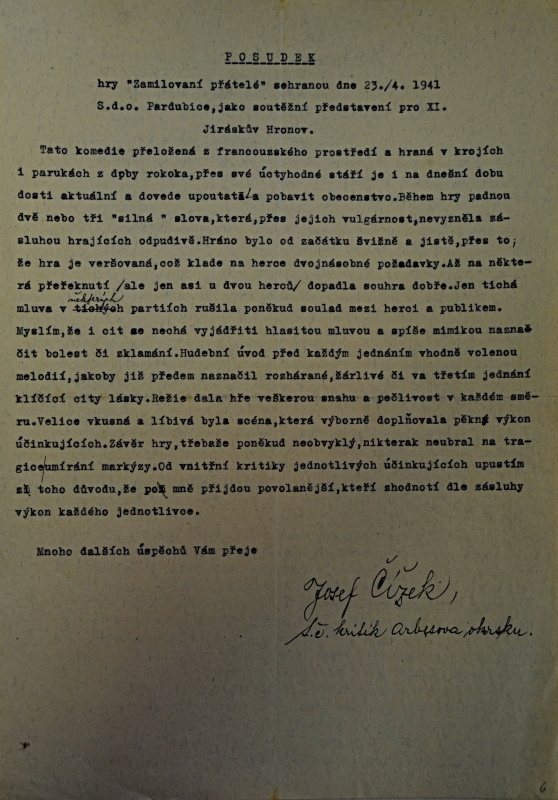 POSUDEK
hry "Zamilovaní přátelé" sehranou dne 23./4. 1941
S.d.o. Pardubice,jako soutěžní představení pro XI.
Jiráskův Hronov.
Tato komedie přeložená z francouzského prostředí a hraná v krojích
i parukách z dpby rokoka,přes své úctyhodné stáří je i na dnešní dobu
dosti aktuální a dovede upoutat a pobavit obecenstvo.Během hry padnou
dvě nebo tři "silná " slova,která,přes jejich vulgárnost,nevyzněla zá-
sluhou hrajících odpudivě.Hráno bylo od začátku švižně a jistě,přes to;
že hra je veršovaná,což klade na herce dvojnásobné požadavky.Až na někte-
rá přeřeknutí /ale jen asi u dvou herců/ dopadla souhra dobře.Jen tichá
mluva v některých partiích rušila poněkud soulad mezi herci a publikem.
Myslím,že i cit se nechá vyjádřiti hlasitou mluvou a spíše mimikou nazna-
čit bolest či zklamání.Hudební úvod před každým jednáním vhodně volenou
melodií,jakoby již předem naznačil rozhárané,žárlivé či va třetím jednání
klíčící city lásky.Režie dala hře veškerou snahu a pečlivost v každém smě-
ru.Velice vkusná a líbivá byla scéna,která výborně doplňovala pěkný výkon
účinkujících.Závěr hry,třebaže poněkud neobvyklý,nikterak neubral na tra-
gice umírání markýzy.Od vnitřní kritiky jednotlivých účinkujících upustím
z toho důvodu,že po mně přijdou povolanější,kteří zhodnotí dle zásluhy
výkon každého jednotlivce.
Mnoho dalších úspěchů Vám přeje
Josef Čížek,
t.č. kritik Arbesova okrsku.
6